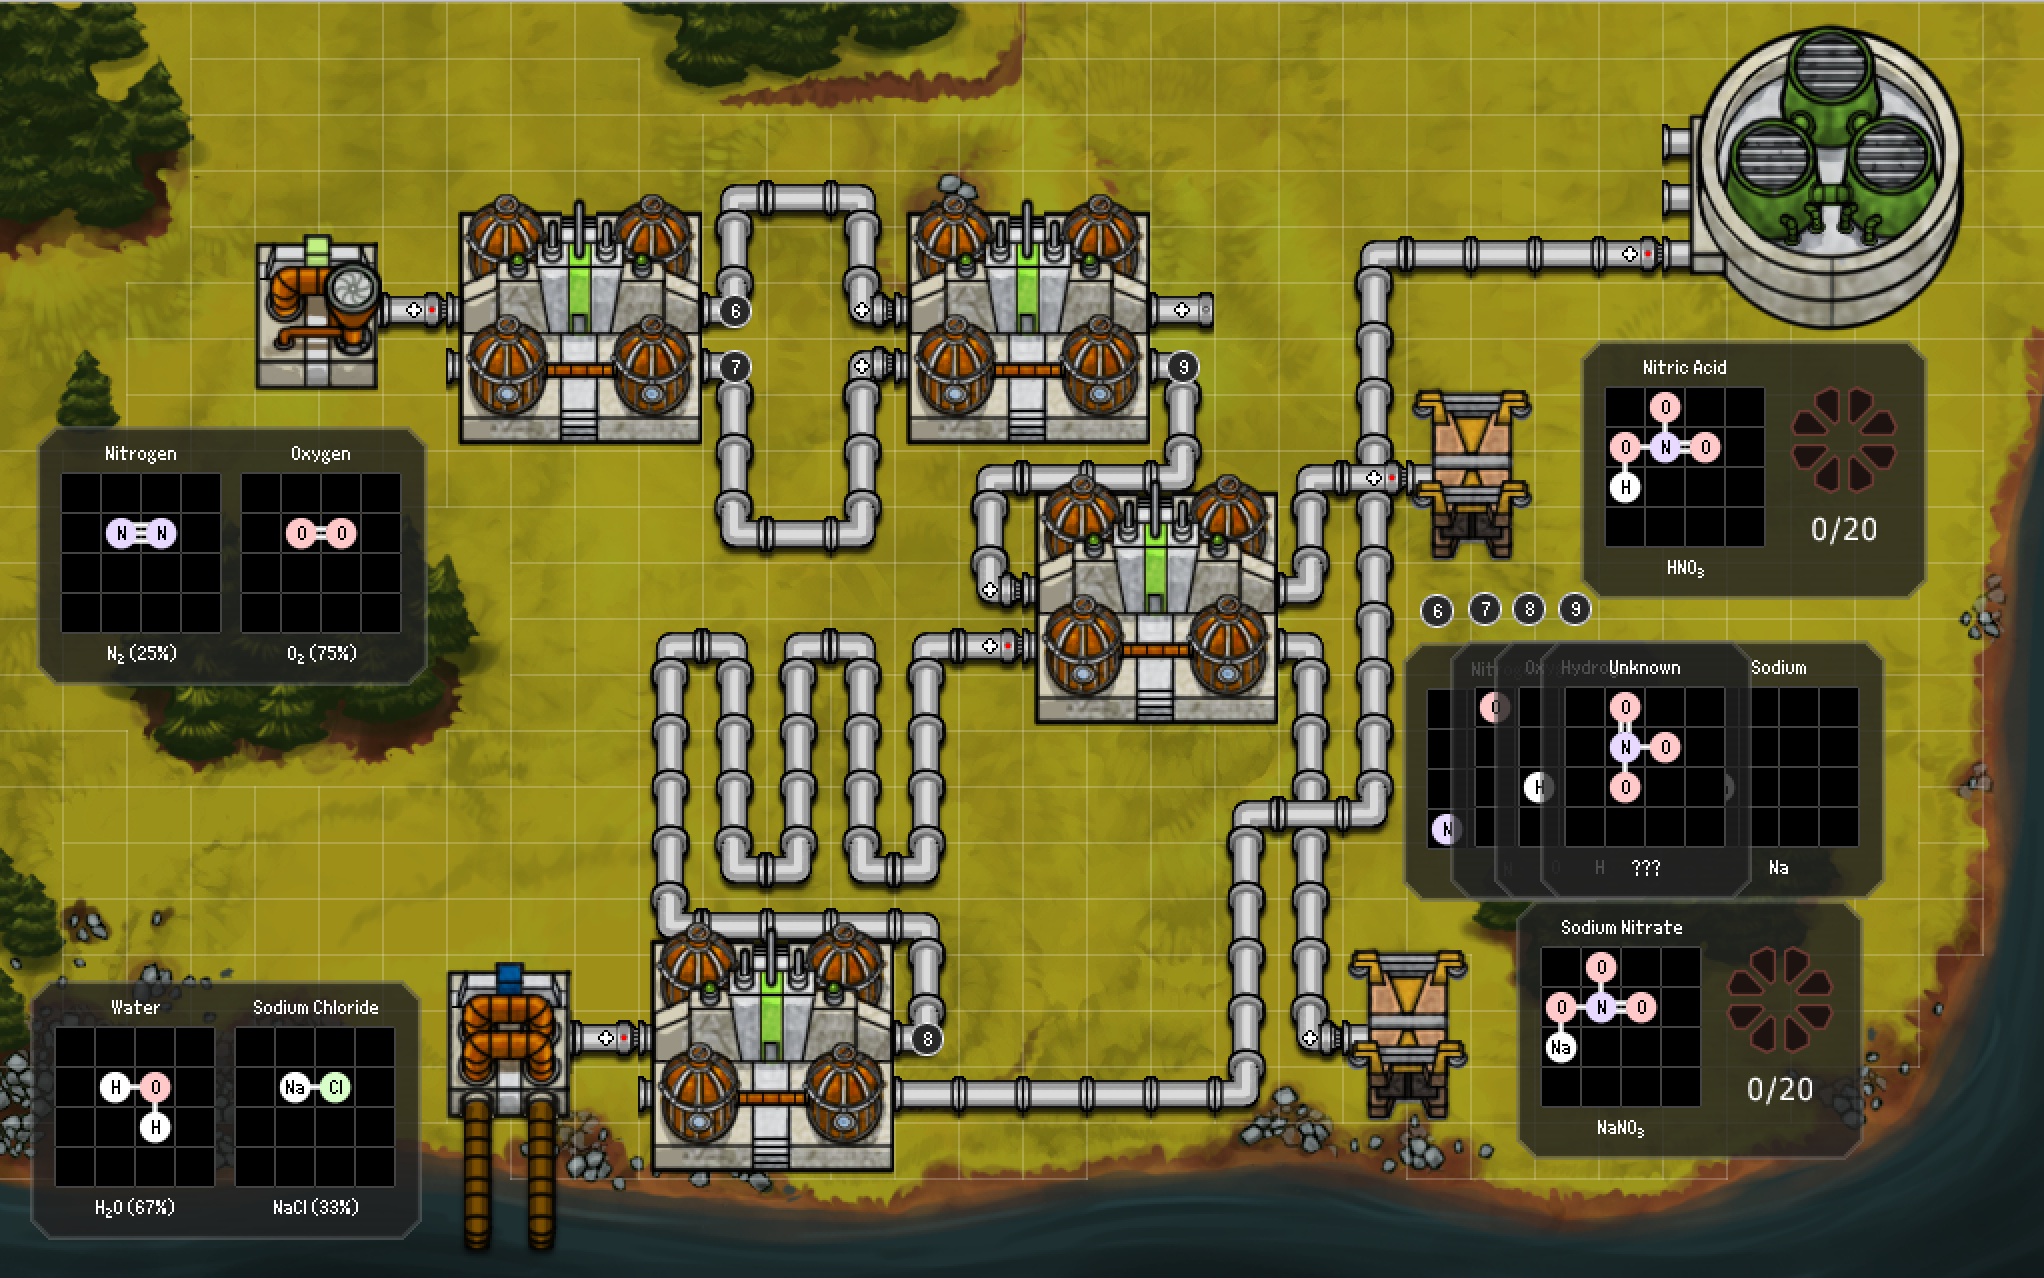 6
7
9
Nitric Acid
O
O N O
H
0/20
HNO3
Nitrogen Oxygen
N N O O
N2 (25%) O2 (75%)
6 7 8 9
Hydro Unknown Sodium
O O
N O
H O
N
H ??? Na
8
Water Sodium Chloride
H O Na Cl
H
H2O (67%) NaCl (33%)
Sodium Nitrate
O
O N O
Na
0/20
NaNO3